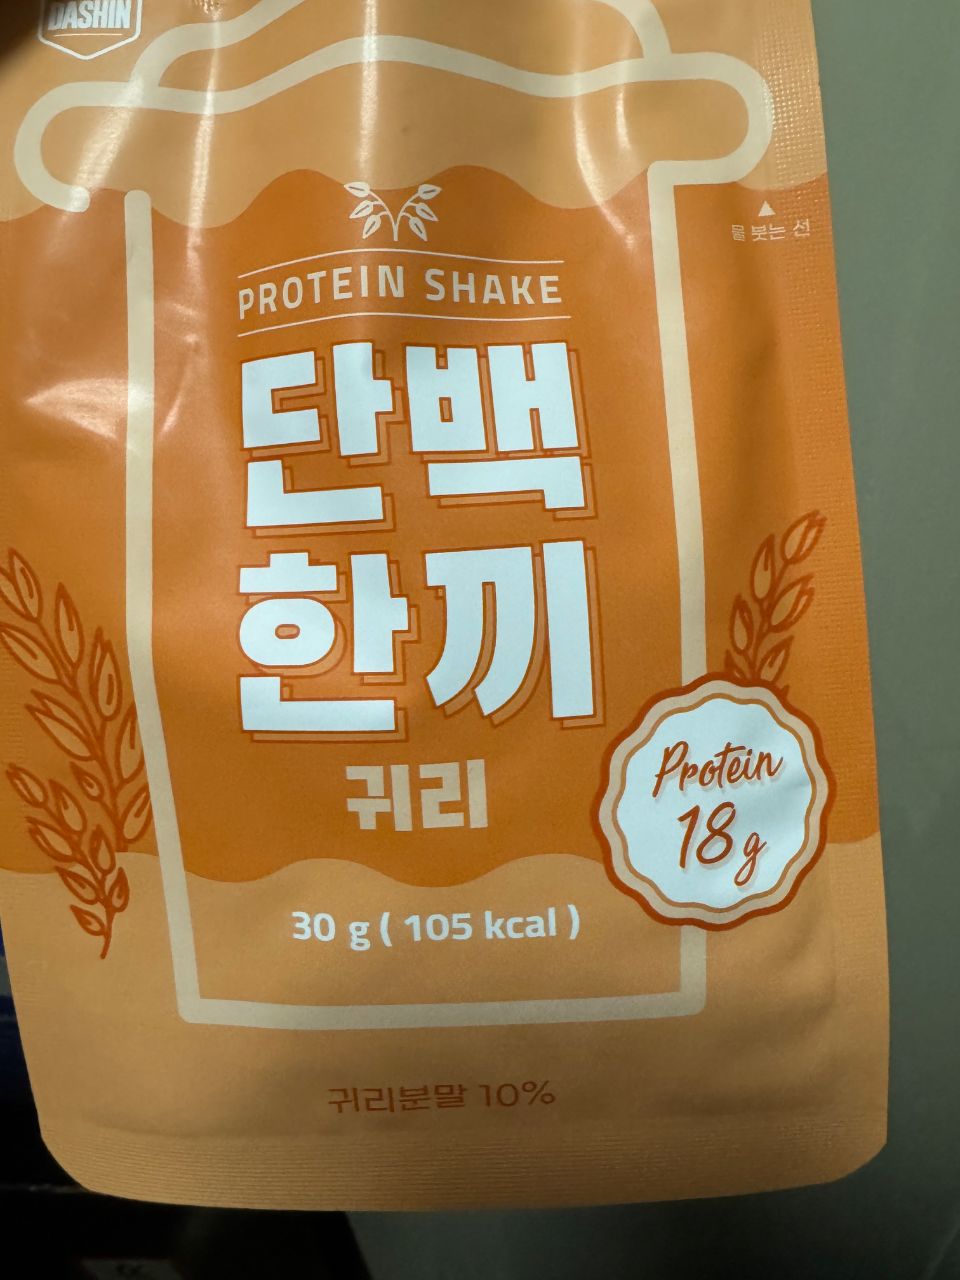 DASHIN
물 붓는 선
PROTEIN SHAKE
단백
한끼
귀리
Protein
18g
30 g ( 105 kcal )
귀리분말 10%